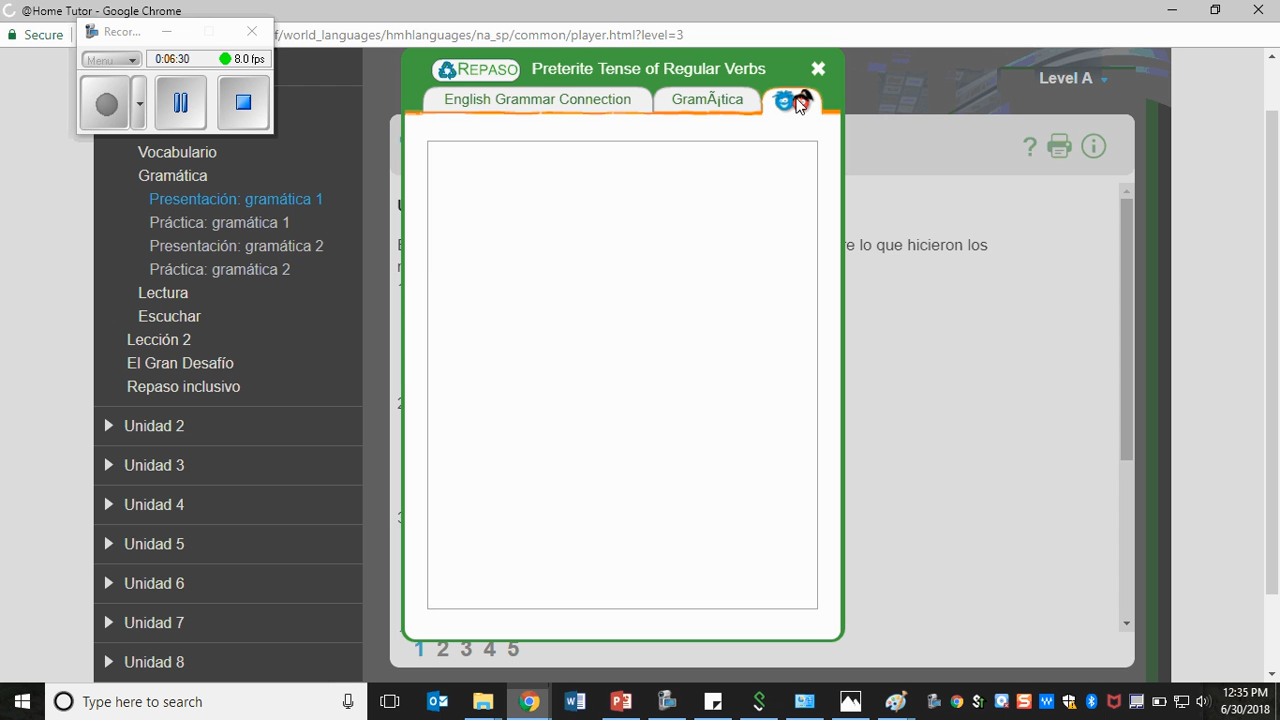 @Home Tutor - Google Chrome
Secure
f/world_languages/hmhlanguages/na_sp/common/player.html?level=3
Recor...
Menu
0:06:30
8.0 fps
REPASO
Preterite Tense of Regular Verbs
English Grammar Connection
GramÃ¡tica
Level A
?
Vocabulario
Gramática
Presentación: gramática 1
Práctica: gramática 1
Presentación: gramática 2
Práctica: gramática 2
Lectura
Escuchar
Lección 2
El Gran Desafío
Repaso inclusivo
Unidad 2
Unidad 3
Unidad 4
Unidad 5
Unidad 6
Unidad 7
Unidad 8
lo que hicieron los
1 2 3 4 5
Type here to search
12:35 PM
6/30/2018